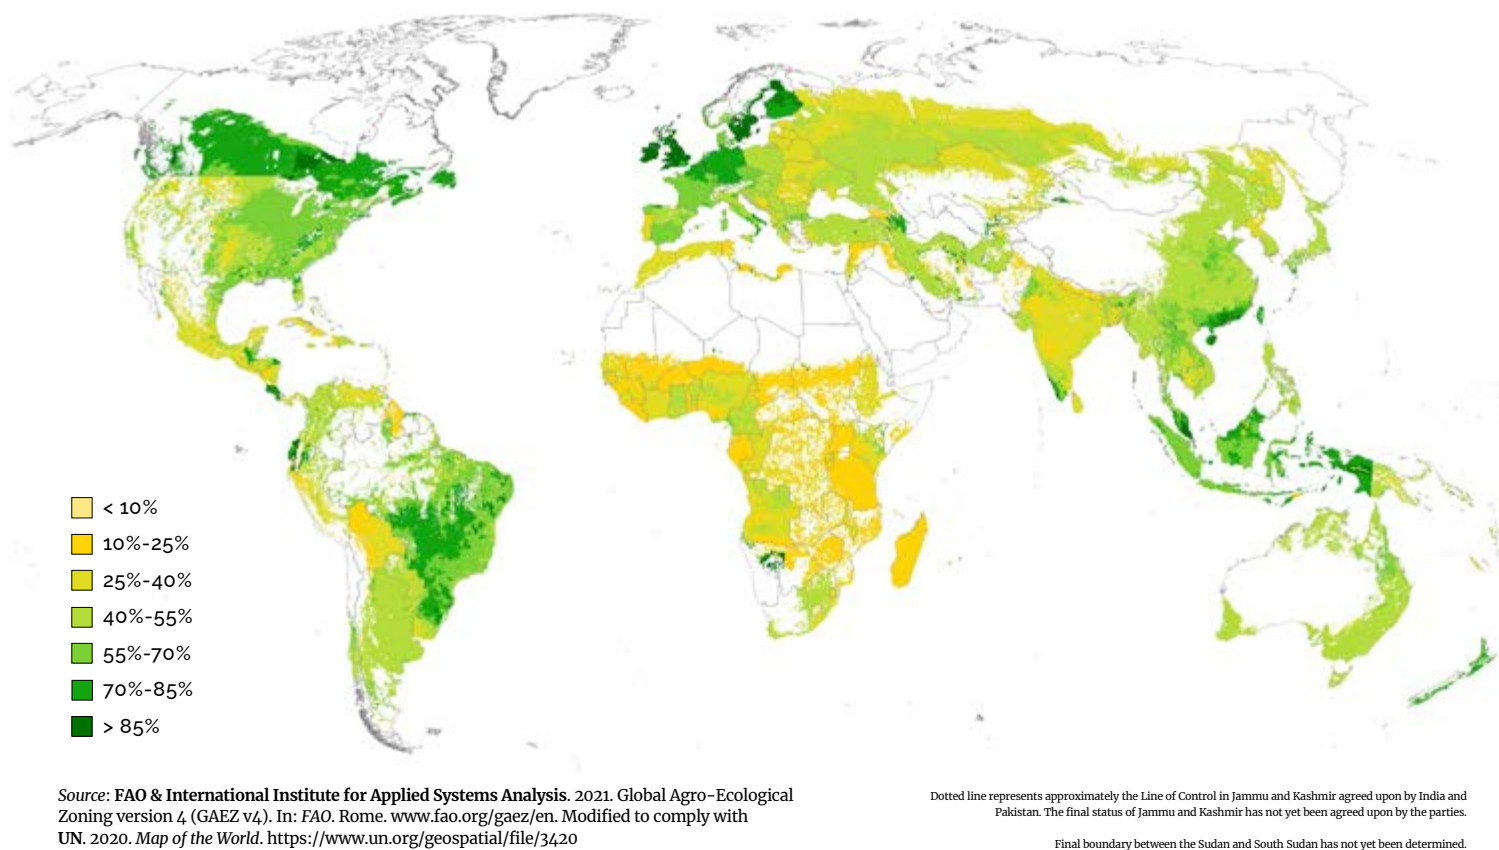 < 10%
10%-25%
25%-40%
40%-55%
55%-70%
70%-85%
> 85%
Source: FAO & International Institute for Applied Systems Analysis. 2021. Global Agro-Ecological
Zoning version 4 (GAEZ v4). In: FAO. Rome. www.fao.org/gaez/en. Modified to comply with
UN. 2020. Map of the World. https://www.un.org/geospatial/file/3420
Dotted line represents approximately the Line of Control in Jammu and Kashmir agreed upon by India and
Pakistan. The final status of Jammu and Kashmir has not yet been agreed upon by the parties.
Final boundary between the Sudan and South Sudan has not yet been determined.